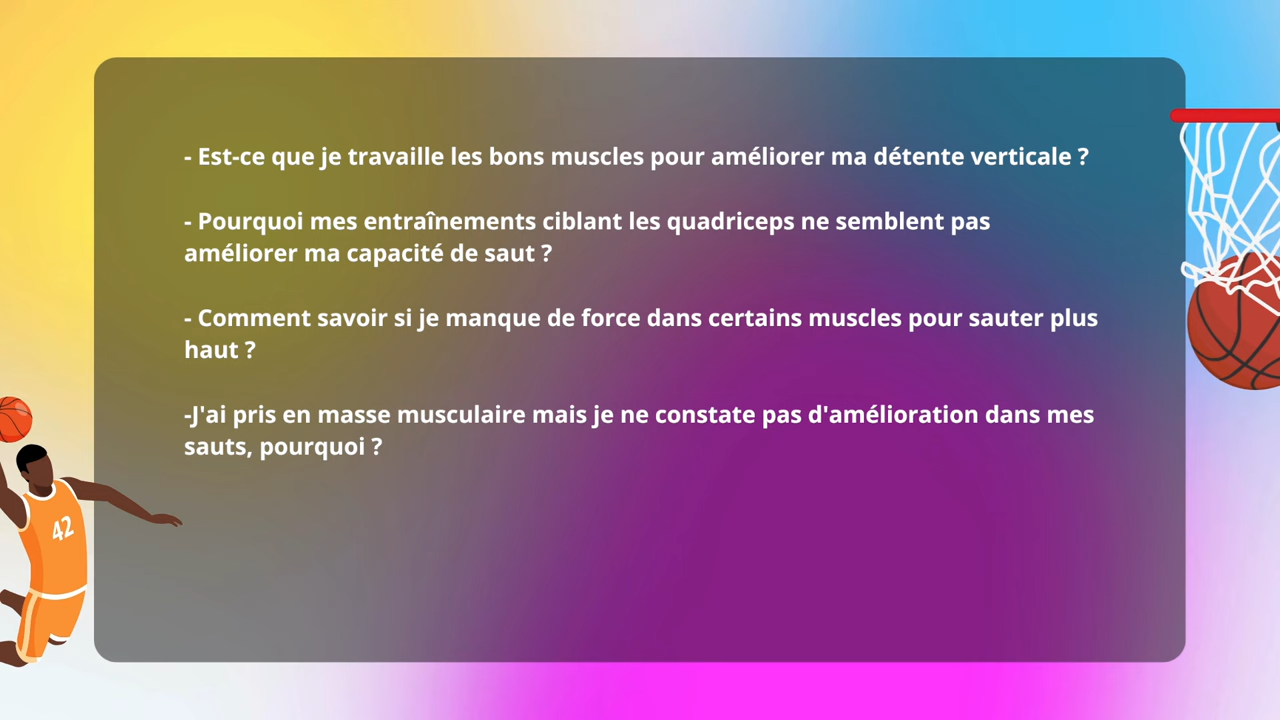 - Est-ce que je travaille les bons muscles pour améliorer ma détente verticale ?
- Pourquoi mes entraînements ciblant les quadriceps ne semblent pas
améliorer ma capacité de saut ?
- Comment savoir si je manque de force dans certains muscles pour sauter plus
haut ?
-J'ai pris en masse musculaire mais je ne constate pas d'amélioration dans mes
sauts, pourquoi ?
42